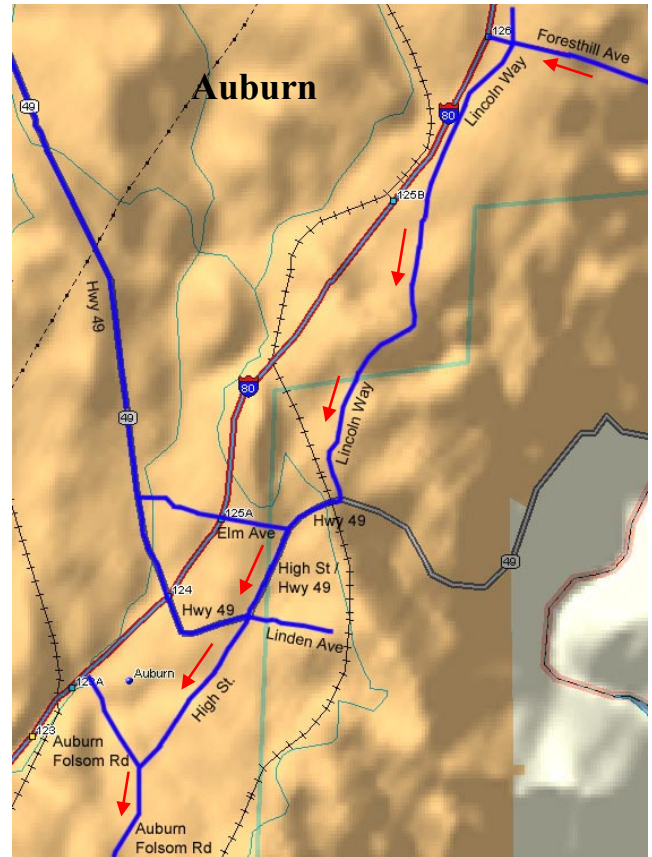 126
Foresthill Ave
49
Auburn
80
Lincoln Way
125B
Hwy 49
80
Lincoln Way
49
125A
Elm Ave
Hwy 49
49
High St /
Hwy 49
124
Hwy 49
Linden Ave
Auburn
High St.
123
Auburn
Folsom Rd
Auburn
Folsom Rd